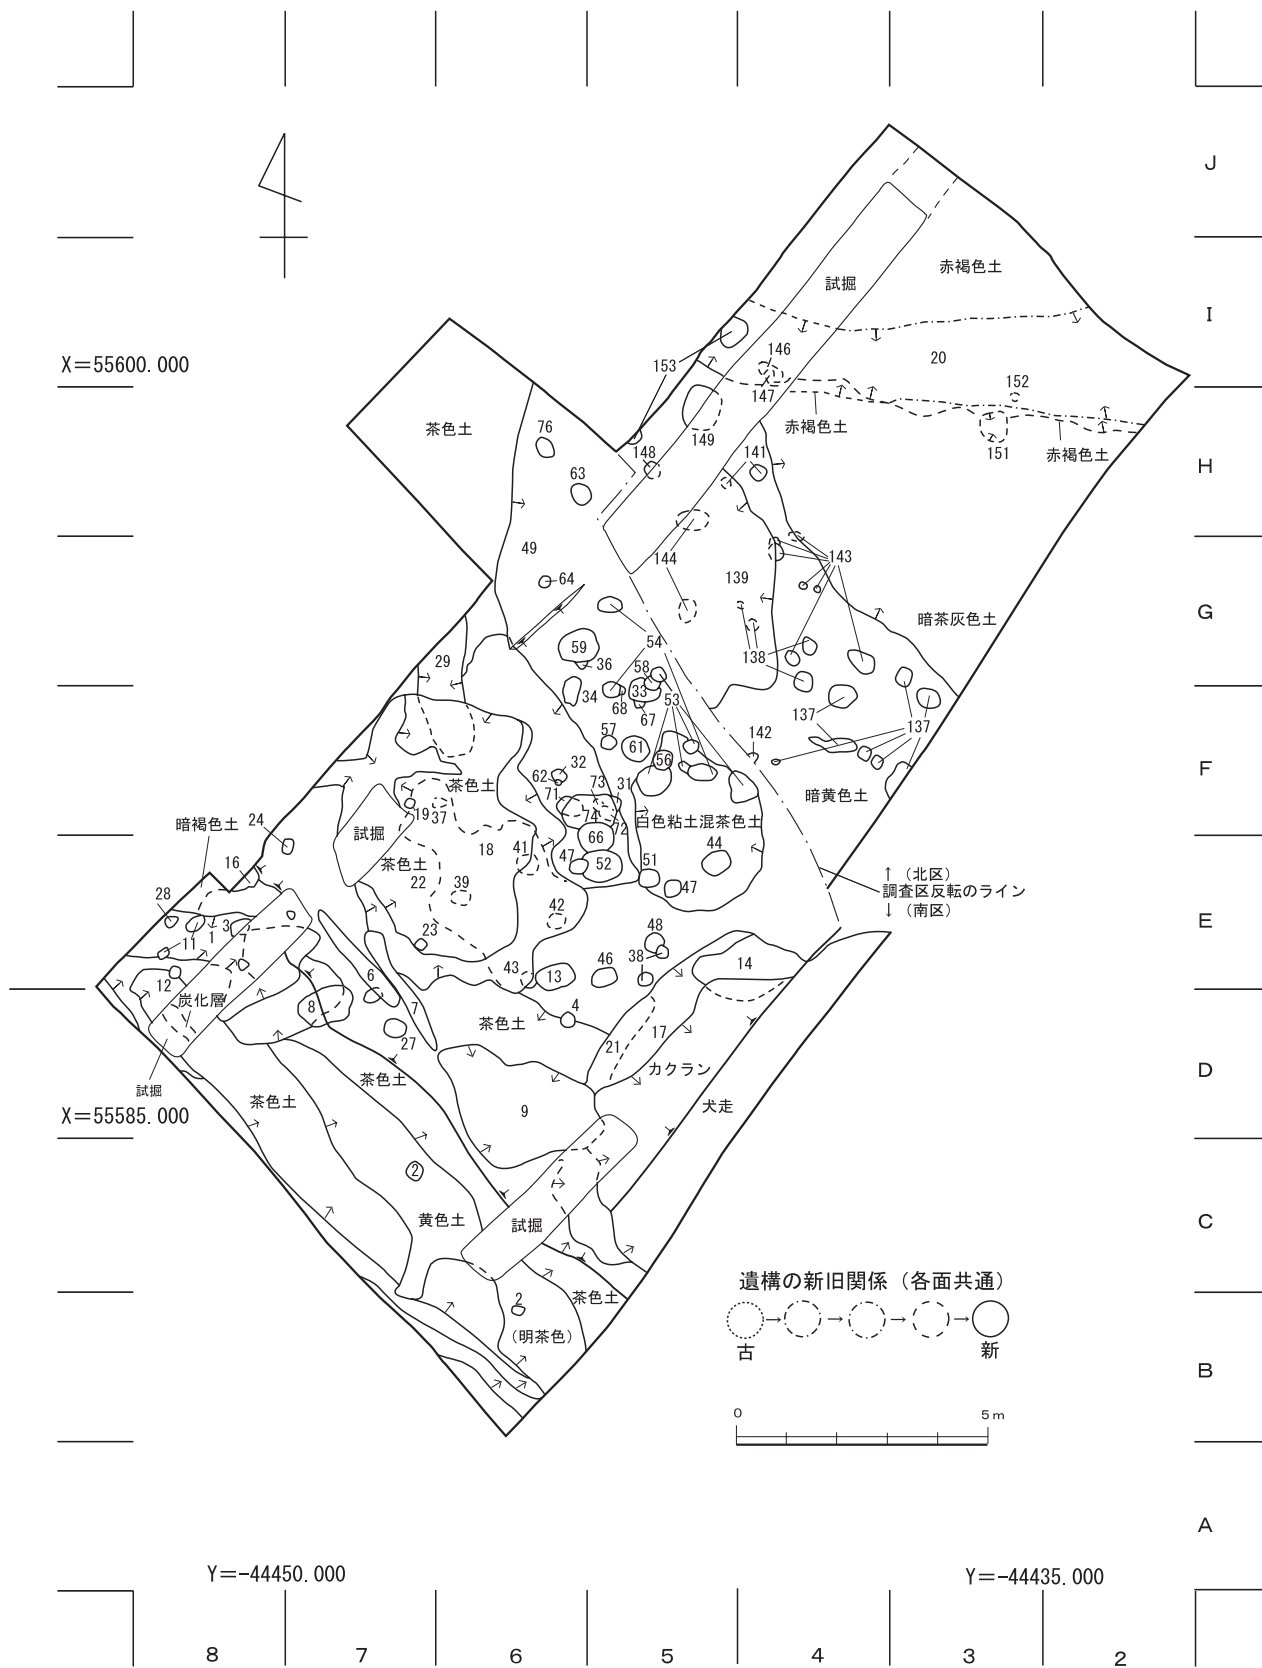 J
赤褐色土
試掘
I
X=55600.000
153
146
147
20
152
149
赤褐色土
151
赤褐色土
茶色土
76
148
141
H
63
49
144
143
139
64
G
暗茶灰色土
59
54
138
36
58
29
34
33
68
67
53
137
137
57
142
61
56
F
32
62
茶色土
73
31
71
暗黄色土
19
37
74
72
白色粘土混茶色土
暗褐色土
24
試掘
66
18
41
茶色土
47
52
51
44
16
22
47
↑(北区)
調査区反転のライン
↓(南区)
28
39
E
1
3
11
42
23
48
38
12
6
43
13
46
14
炭化層
8
7
4
茶色土
17
27
21
カクラン
D
試掘
茶色土
茶色土
X=55585.000
9
犬走
2
黄色土
試掘
C
遺構の新旧関係(各面共通)
2
茶色土
(明茶色)
→
→
→
→
古
新
B
0
5m
A
Y=-44450.000
Y=-44435.000
8
7
6
5
4
3
2